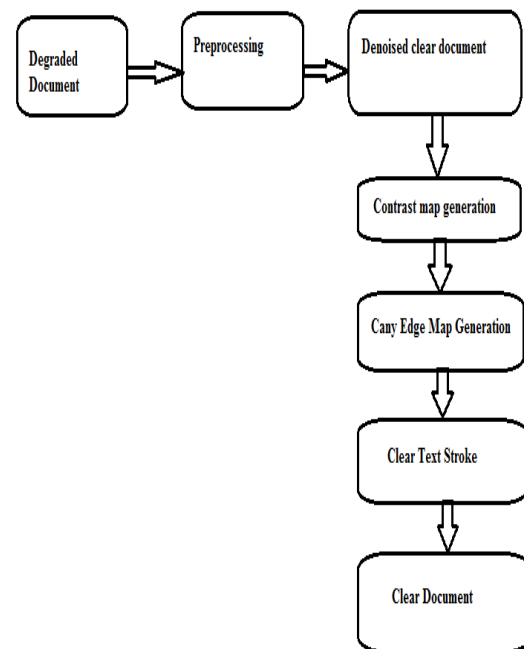 Degraded
Document
Preprocessing
Denoised clear document
Contrast map generation
Cany Edge Map Generation
Clear Text Stroke
Clear Document